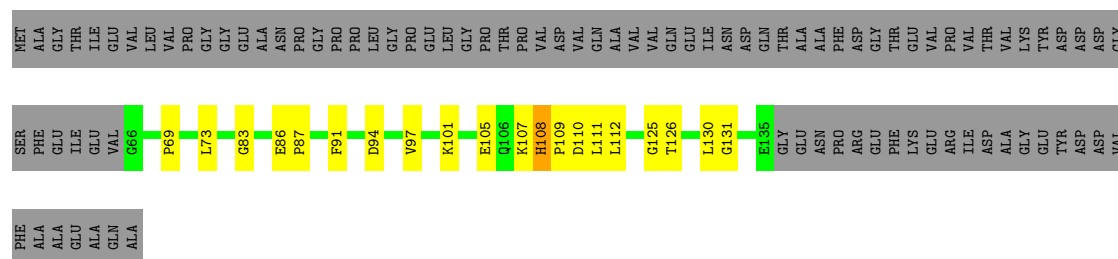 MET ALA GLY THR ILE GLU VAL LEU VAL PRO GLY GLY GLU ALA ASN PRO GLY PRO PRO LEU GLY PRO GLU LEU GLY PRO THR PRO VAL ASP VAL GLN ALA VAL VAL GLN GLU ILE ASN ASP GLN THR ALA ALA PHE ASP GLY THR GLU VAL PRO VAL THR VAL LYS TYR ASP ASP ASP GLY
SER PHE GLU ILE GLU VAL G66 P69 L73 G83 E86 P87 F91 D94 V97 K101 E105 Q106 K107 H108 P109 D110 L111 L112 G125 T126 L130 G131 E135 GLY GLU ASN PRO ARG GLU PHE LYS GLU ARG ILE ASP ALA GLY GLU TYR ASP ASP VAL
PHE ALA ALA GLU ALA GLN ALA